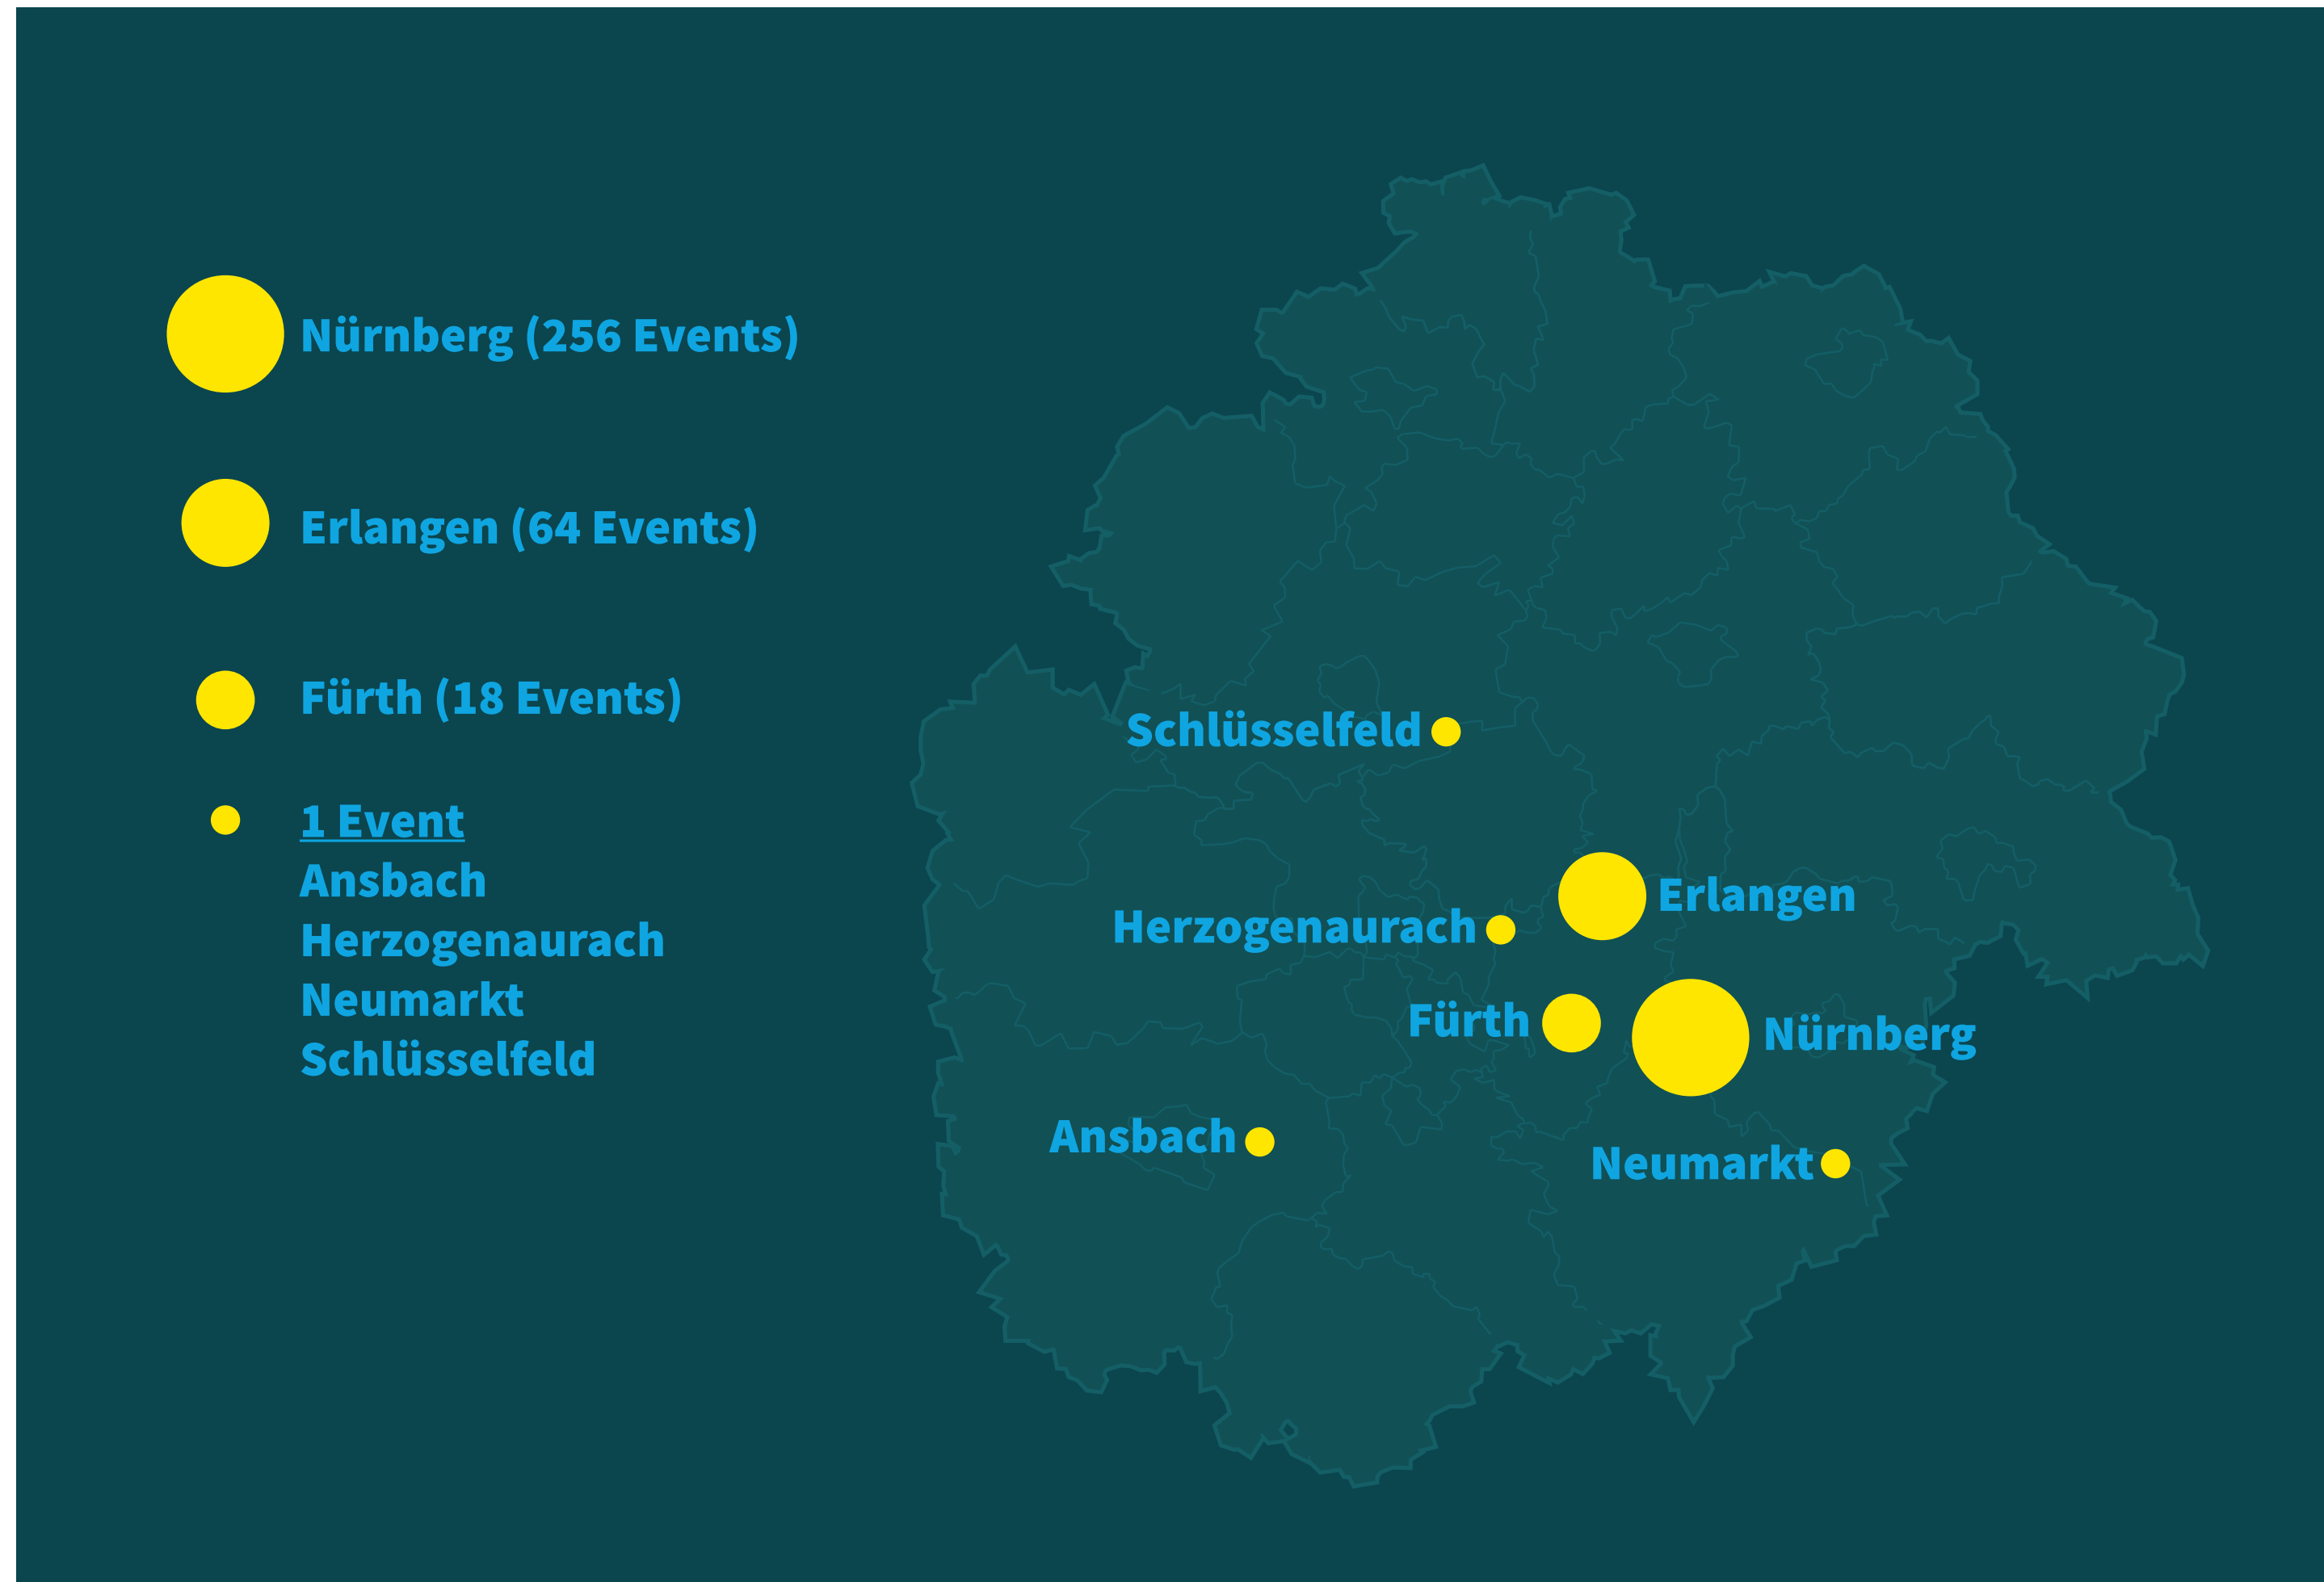 Nürnberg (256 Events)
Erlangen (64 Events)
Fürth (18 Events)
1 Event
Ansbach
Herzogenaurach
Neumarkt
Schlüsselfeld
Schlüsselfeld
Erlangen
Herzogenaurach
Fürth
Nürnberg
Ansbach
Neumarkt